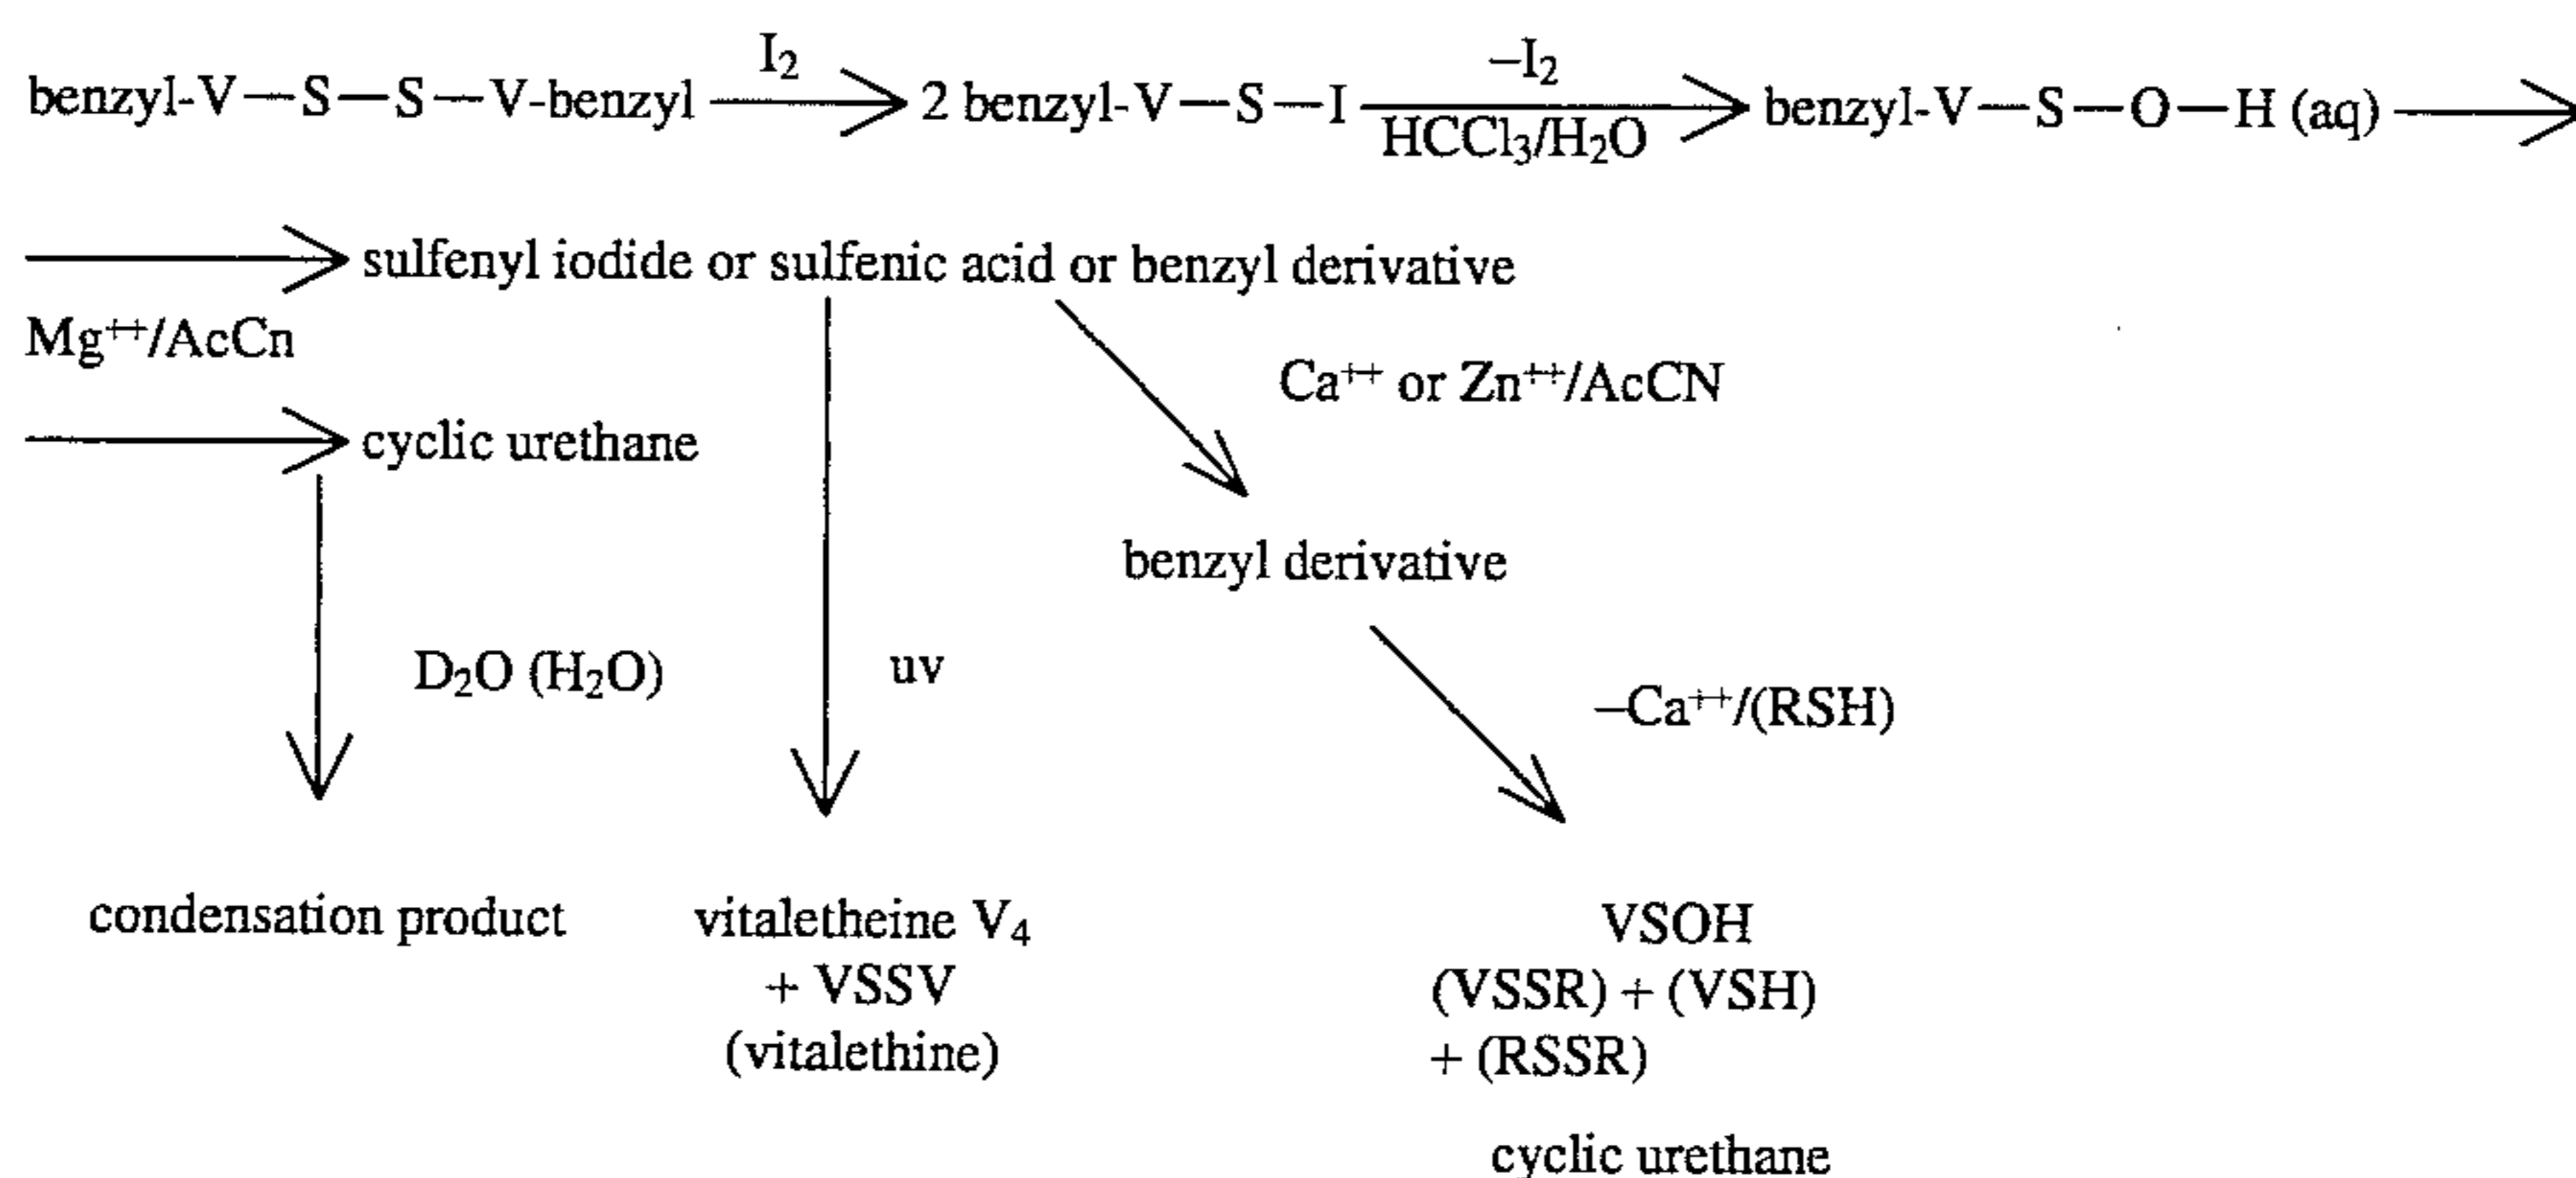 I₂ –I₂
benzyl-V—S—S—V-benzyl 2 benzyl-V—S—I benzyl-V—S—O—H (aq)
HCCl₃/H₂O
sulfenyl iodide or sulfenic acid or benzyl derivative
Mg⁺⁺/AcCn
Ca⁺⁺ or Zn⁺⁺/AcCN
cyclic urethane
benzyl derivative
D₂O (H₂O) uv
–Ca⁺⁺/(RSH)
condensation product vitaletheine V₄ VSOH
+ VSSV (VSSR) + (VSH)
(vitalethine) + (RSSR)
cyclic urethane